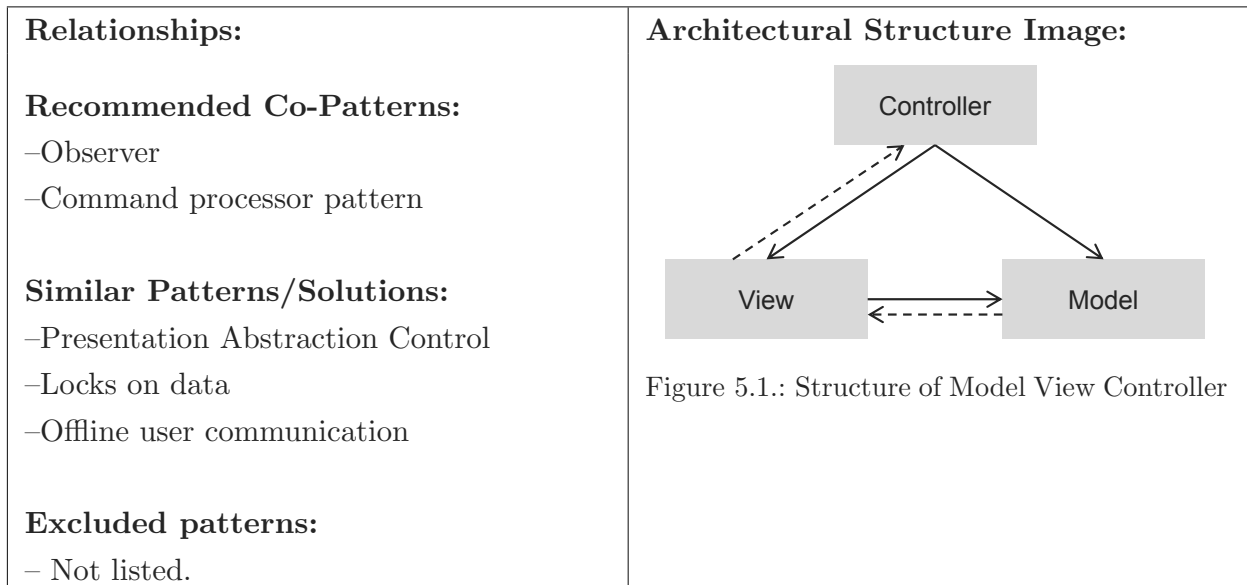 Relationships:
Recommended Co-Patterns:
–Observer
–Command processor pattern
Similar Patterns/Solutions:
–Presentation Abstraction Control
–Locks on data
–Offline user communication
Excluded patterns:
– Not listed.
Architectural Structure Image:
Controller
View
Model
Figure 5.1.: Structure of Model View Controller